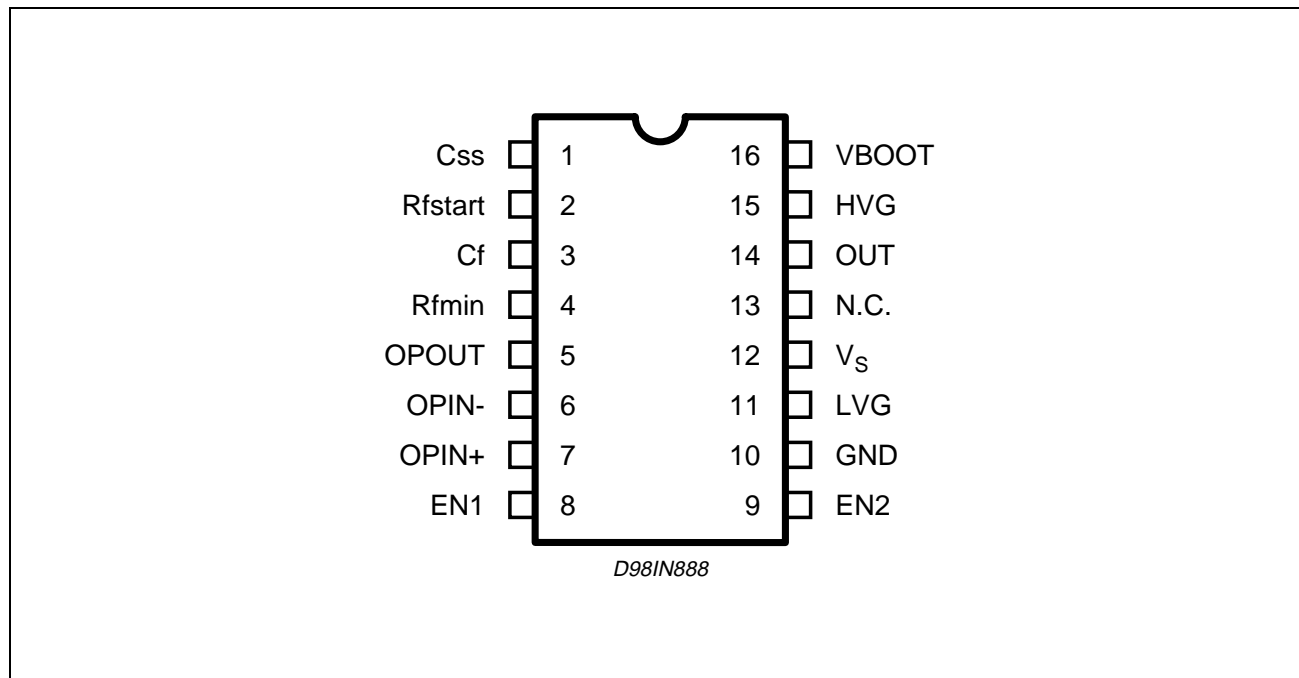 Css 1 16 VBOOT
Rfstart 2 15 HVG
Cf 3 14 OUT
Rfmin 4 13 N.C.
OPOUT 5 12 VS
OPIN- 6 11 LVG
OPIN+ 7 10 GND
EN1 8 9 EN2
D98IN888